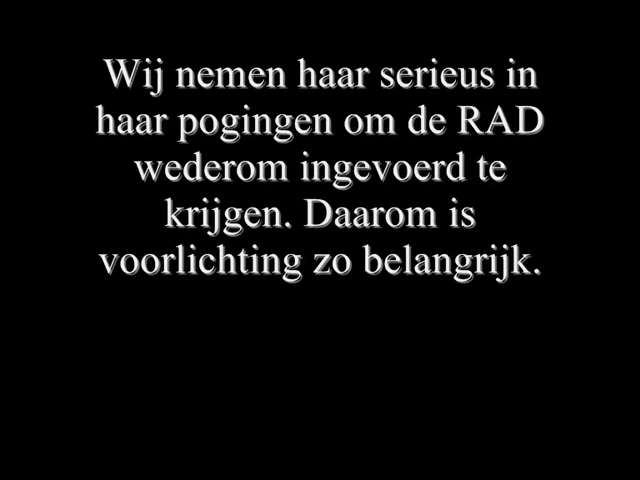 Wij nemen haar serieus in
haar pogingen om de RAD
wederom ingevoerd te
krijgen. Daarom is
voorlichting zo belangrijk.